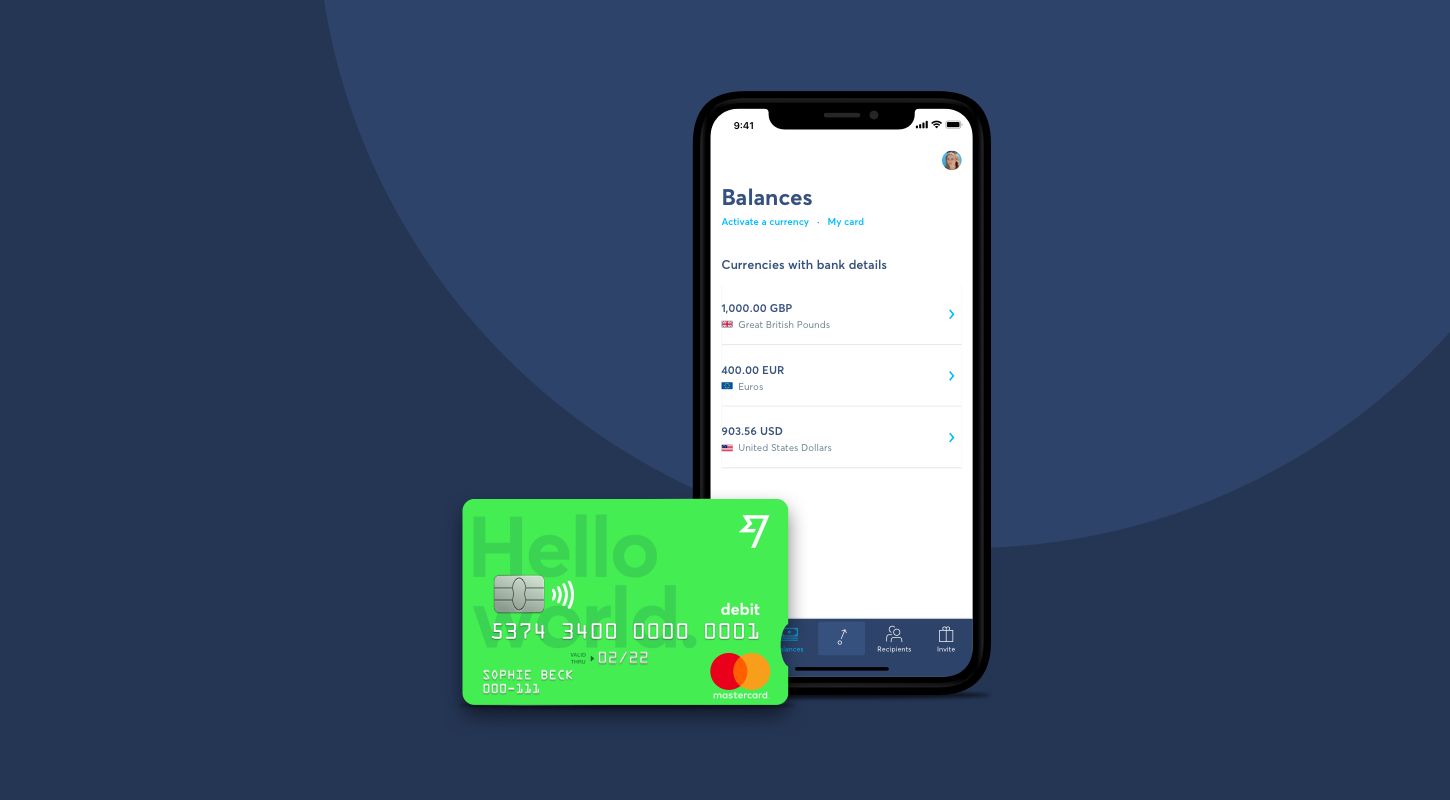 9:41
Balances
Activate a currency · My card
Currencies with bank details
1,000.00 GBP
Great British Pounds
400.00 EUR
Euros
903.56 USD
United States Dollars
Hello
world.
debit
5374 3400 0000 0001
VALID
THRU
02/22
SOPHIE BECK
000-111
mastercard
alances
Recipients
Invite